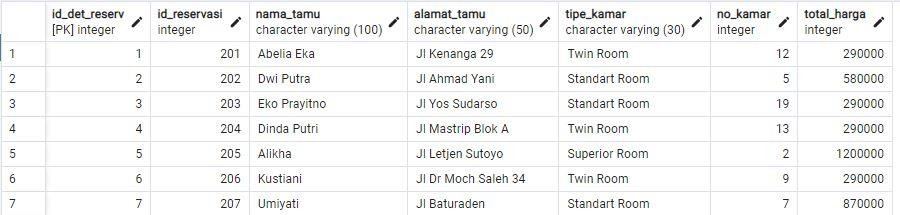 id_det_reserv id_reservasi nama_tamu alamat_tamu tipe_kamar no_kamar total_harga
[PK] integer integer character varying (100) character varying (50) character varying (30) integer integer
1 1 201 Abelia Eka Jl Kenanga 29 Twin Room 12 290000
2 2 202 Dwi Putra Jl Ahmad Yani Standart Room 5 580000
3 3 203 Eko Prayitno Jl Yos Sudarso Standart Room 19 290000
4 4 204 Dinda Putri Jl Mastrip Blok A Twin Room 13 290000
5 5 205 Alikha Jl Letjen Sutoyo Superior Room 2 1200000
6 6 206 Kustiani Jl Dr Moch Saleh 34 Twin Room 9 290000
7 7 207 Umiyati Jl Baturaden Standart Room 7 870000